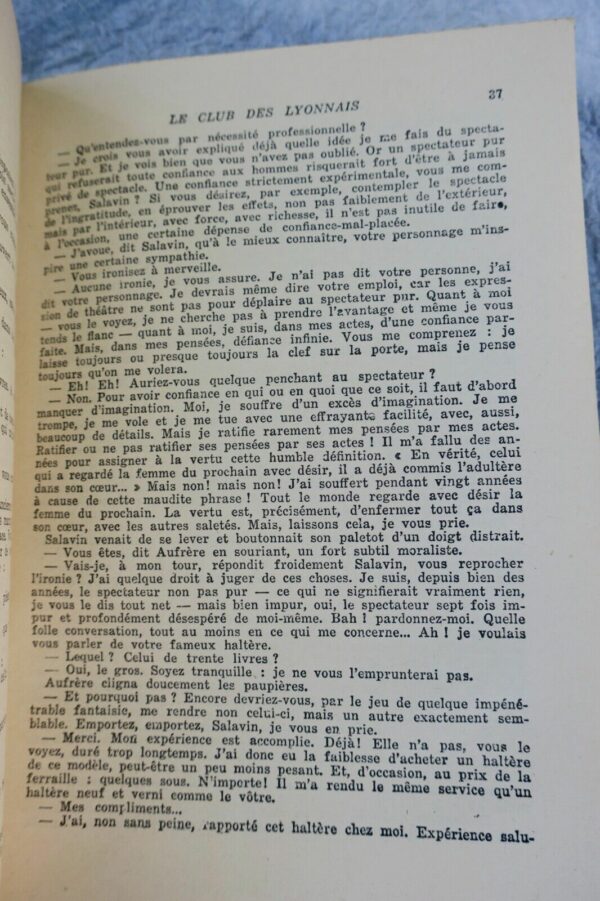 LE CLUB DES LYONNAIS 37
— Qu'entendez-vous par nécessité professionnelle ?
— Je crois vous avoir expliqué déjà quelle idée je me fais du specta-
teur pur. Et je vois bien que vous n'avez pas oublié. Or un spectateur pur
qui refuserait toute confiance aux hommes risquerait fort d'être à jamais
privé de spectacle. Une confiance strictement expérimentale, vous me com-
prenez, Salavin ? Si vous désirez, par exemple, contempler le spectacle
de l'ingratitude, en éprouver les effets, non pas faiblement de l'extérieur,
mais par l'intérieur, avec force, avec richesse, il n'est pas inutile de faire,
à l'occasion, une certaine dépense de confiance-mal-placée.
— J'avoue, dit Salavin, qu'à le mieux connaître, votre personnage m'ins-
pire une certaine sympathie.
— Vous ironisez à merveille.
— Aucune ironie, je vous assure. Je n'ai pas dit votre personne, j'ai
dit votre personnage. Je devrais même dire votre emploi, car les expres-
sion de théâtre ne sont pas pour déplaire au spectateur pur. Quant à moi
— vous le voyez, je ne cherche pas à prendre l'avantage et même je vous
tends le flanc — quant à moi, je suis, dans mes actes, d'une confiance par-
faite. Mais, dans mes pensées, défiance infinie. Vous me comprenez : je
laisse toujours ou presque toujours la clef sur la porte, mais je pense
toujours qu'on me volera.
— Eh! Eh! Auriez-vous quelque penchant au spectateur ?
— Non. Pour avoir confiance en qui ou en quoi que ce soit, il faut d'abord
manquer d'imagination. Moi, je souffre d'un excès d'imagination. Je me
trompe, je me vole et je me tue avec une effrayante facilité, avec, aussi,
beaucoup de détails. Mais je ratifie rarement mes pensées par mes actes.
Ratifier ou ne pas ratifier ses pensées par ses actes ! Il m'a fallu des an-
nées pour assigner à la vertu cette humble définition. « En vérité, celui
qui a regardé la femme du prochain avec désir, il a déjà commis l'adultère
dans son cœur... » Mais non! mais non! J'ai souffert pendant vingt années
à cause de cette maudite phrase ! Tout le monde regarde avec désir la
femme du prochain. La vertu est, précisément, d'enfermer tout ça dans
son cœur, avec les autres saletés. Mais, laissons cela, je vous prie.
Salavin venait de se lever et boutonnait son paletot d'un doigt distrait.
— Vous êtes, dit Aufrère en souriant, un fort subtil moraliste.
— Vais-je, à mon tour, répondit froidement Salavin, vous reprocher
l'ironie ? J'ai quelque droit à juger de ces choses. Je suis, depuis bien des
années, le spectateur non pas pur — ce qui ne signifierait vraiment rien,
je vous le dis tout net — mais bien impur, oui, le spectateur sept fois im-
pur et profondément désespéré de moi-même. Bah ! pardonnez-moi. Quelle
folle conversation, tout au moins en ce qui me concerne... Ah ! je voulais
vous parler de votre fameux haltère.
— Lequel ? Celui de trente livres ?
— Oui, le gros. Soyez tranquille : je ne vous l'emprunterai pas.
Aufrère cligna doucement les paupières.
— Et pourquoi pas ? Encore devriez-vous, par le jeu de quelque impéné-
trable fantaisie, me rendre non celui-ci, mais un autre exactement sem-
blable. Emportez, emportez, Salavin, je vous en prie.
— Merci. Mon expérience est accomplie. Déjà! Elle n'a pas, vous le
voyez, duré trop longtemps. J'ai donc eu la faiblesse d'acheter un haltère
de ce modèle, peut-être un peu moins pesant. Et, d'occasion, au prix de la
ferraille : quelques sous. N'importe! Il m'a rendu le même service qu'un
haltère neuf et verni comme le vôtre.
— Mes compliments...
— J'ai, non sans peine, rapporté cet haltère chez moi. Expérience salu-